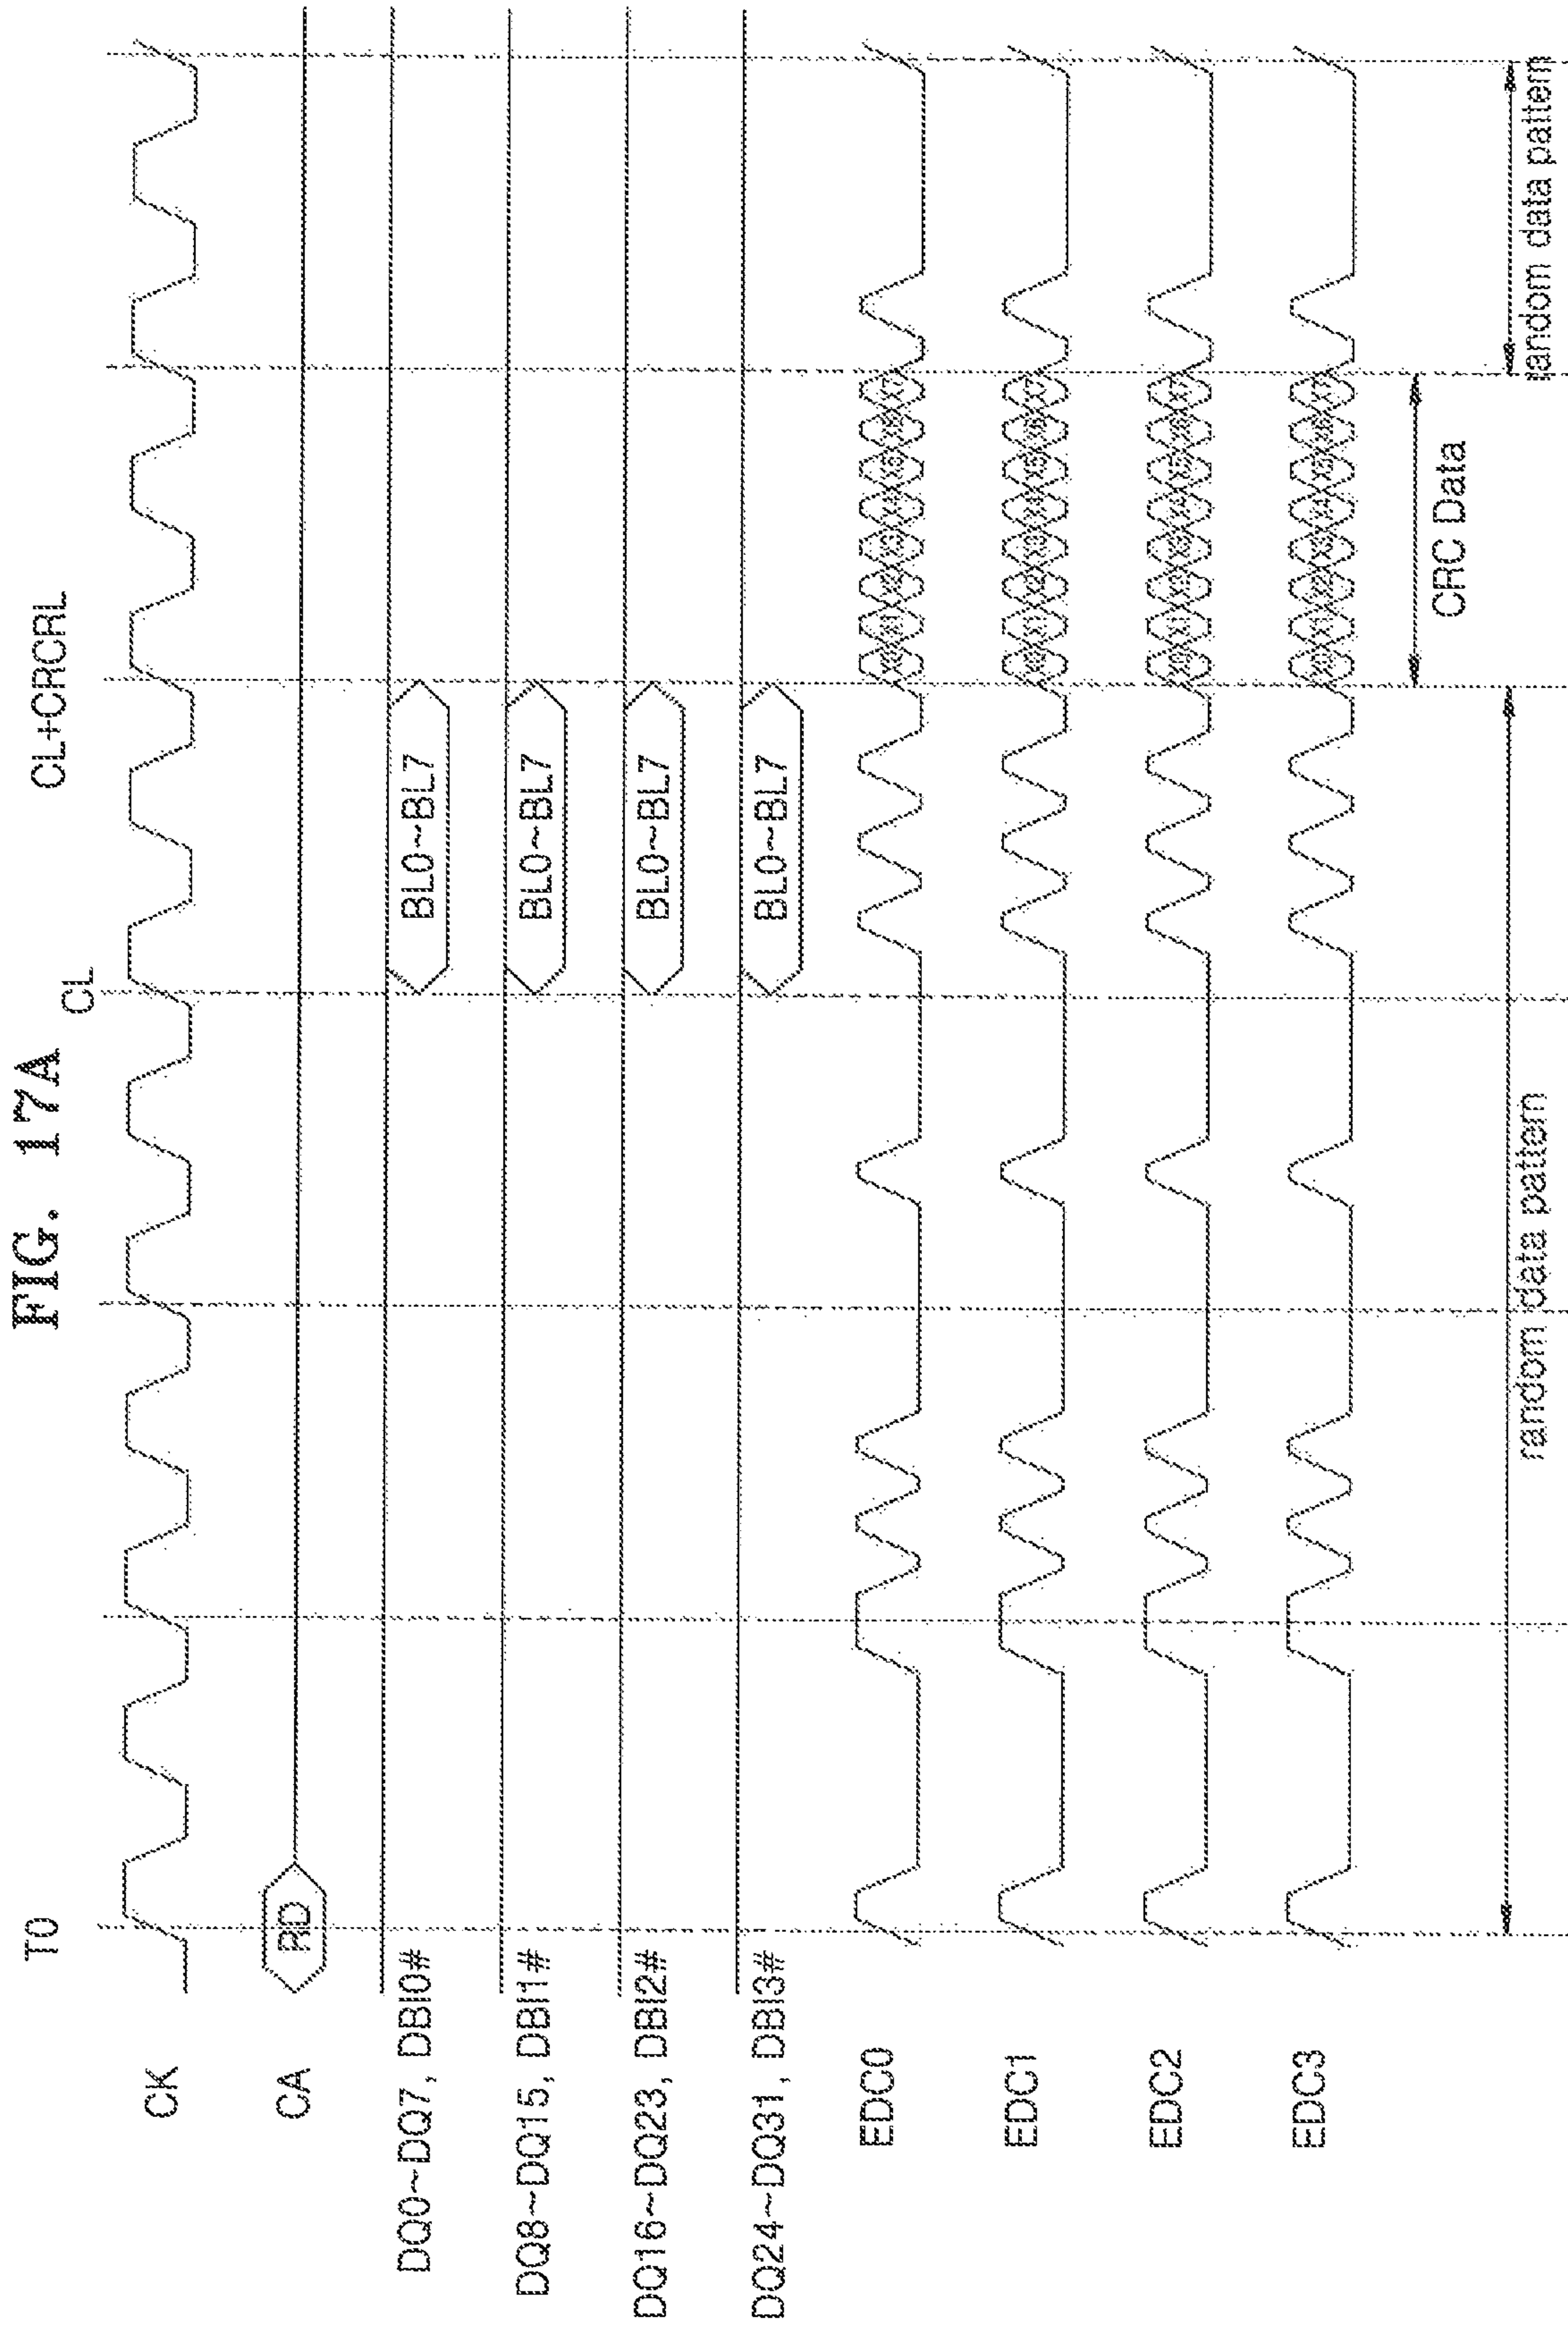 FIG. 17A
T0
CL
CL+CRCRL
CK
CA
RD
DQ0~DQ7, DBI0#
BL0~BL7
DQ8~DQ15, DBI1#
BL0~BL7
DQ16~DQ23, DBI2#
BL0~BL7
DQ24~DQ31, DBI3#
BL0~BL7
EDC0
EDC1
EDC2
EDC3
CRC Data
random data pattern
random data pattern